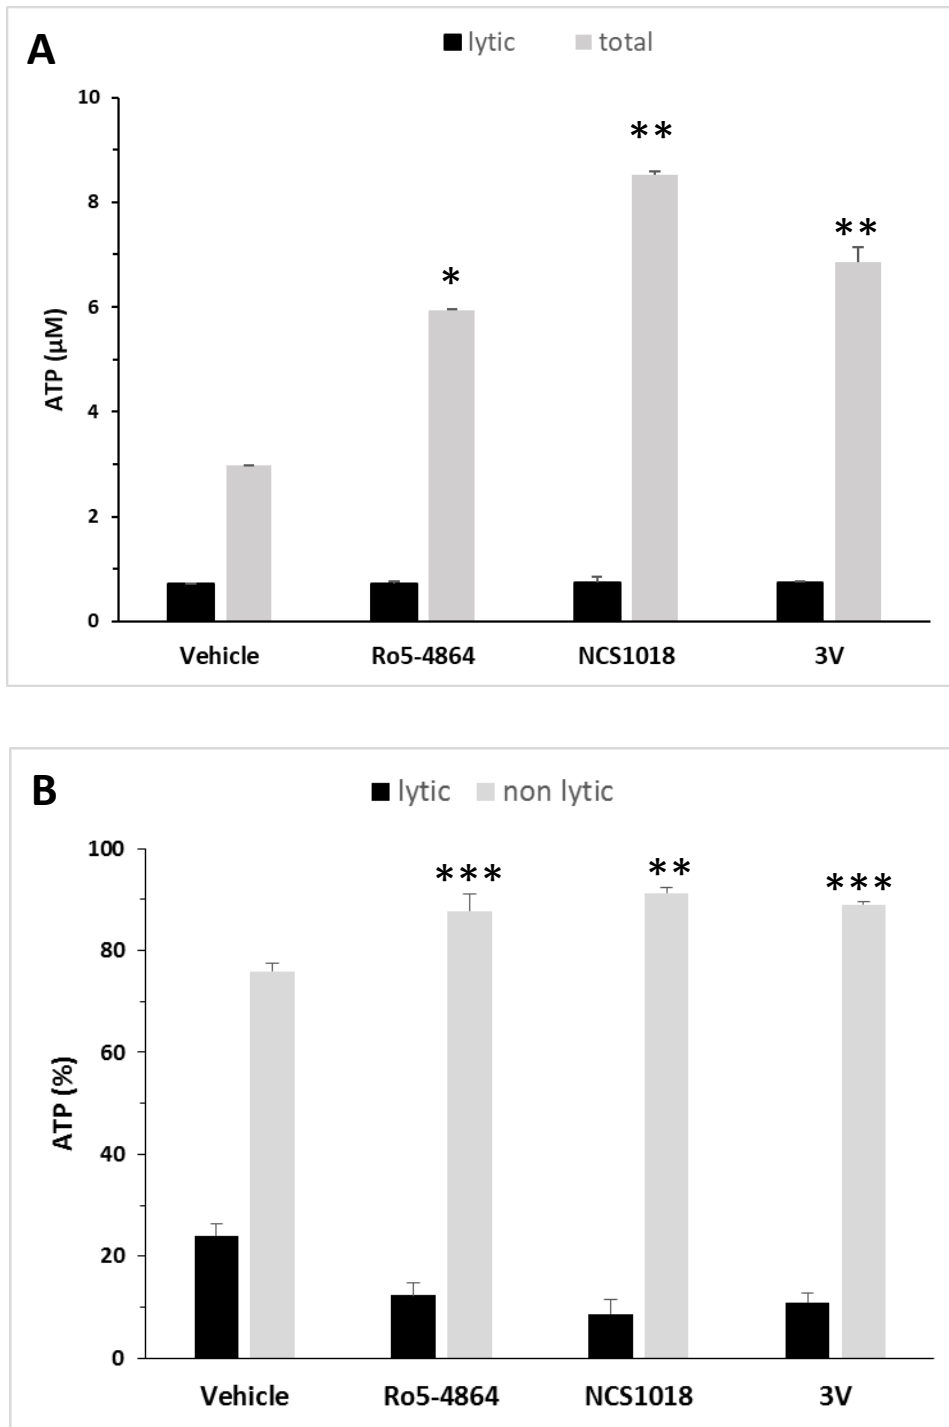 A
lytic total
10
**
8
**
*
6
ATP (µM)
4
2
0
Vehicle Ro5-4864 NCS1018 3V
B
lytic non lytic
100
*** ** ***
80
60
ATP (%)
40
20
0
Vehicle Ro5-4864 NCS1018 3V